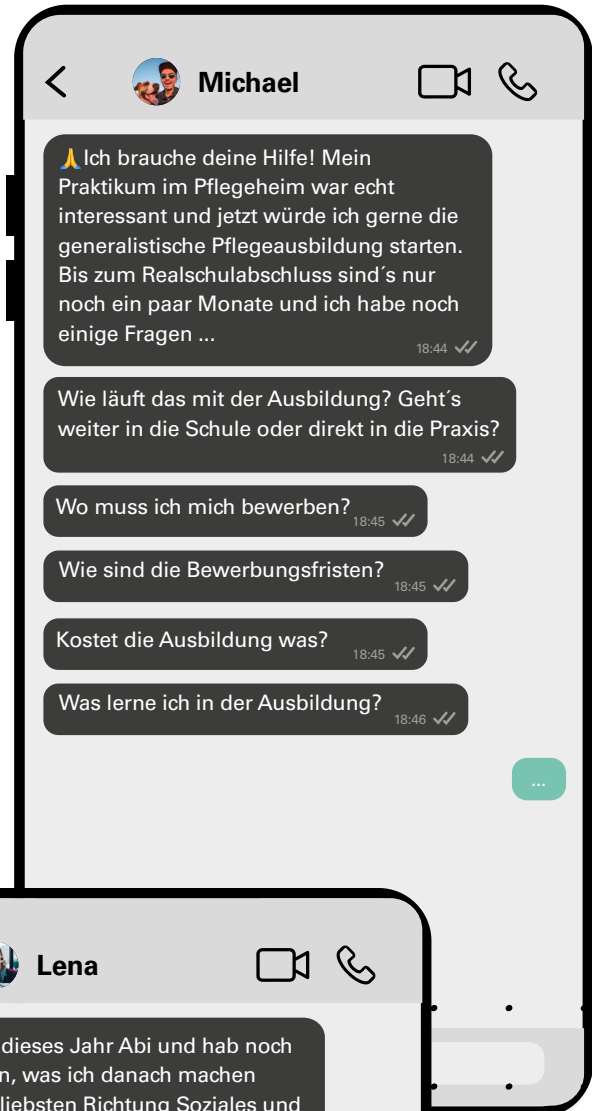 Michael
🙏Ich brauche deine Hilfe! Mein
Praktikum im Pflegeheim war echt
interessant und jetzt würde ich gerne die
generalistische Pflegeausbildung starten.
Bis zum Realschulabschluss sind´s nur
noch ein paar Monate und ich habe noch
einige Fragen ...
18:44
Wie läuft das mit der Ausbildung? Geht´s
weiter in die Schule oder direkt in die Praxis?
18:44
Wo muss ich mich bewerben?
18:45
Wie sind die Bewerbungsfristen?
18:45
Kostet die Ausbildung was?
18:45
Was lerne ich in der Ausbildung?
18:46
...
Lena
dieses Jahr Abi und hab noch
n, was ich danach machen
liebsten Richtung Soziales und